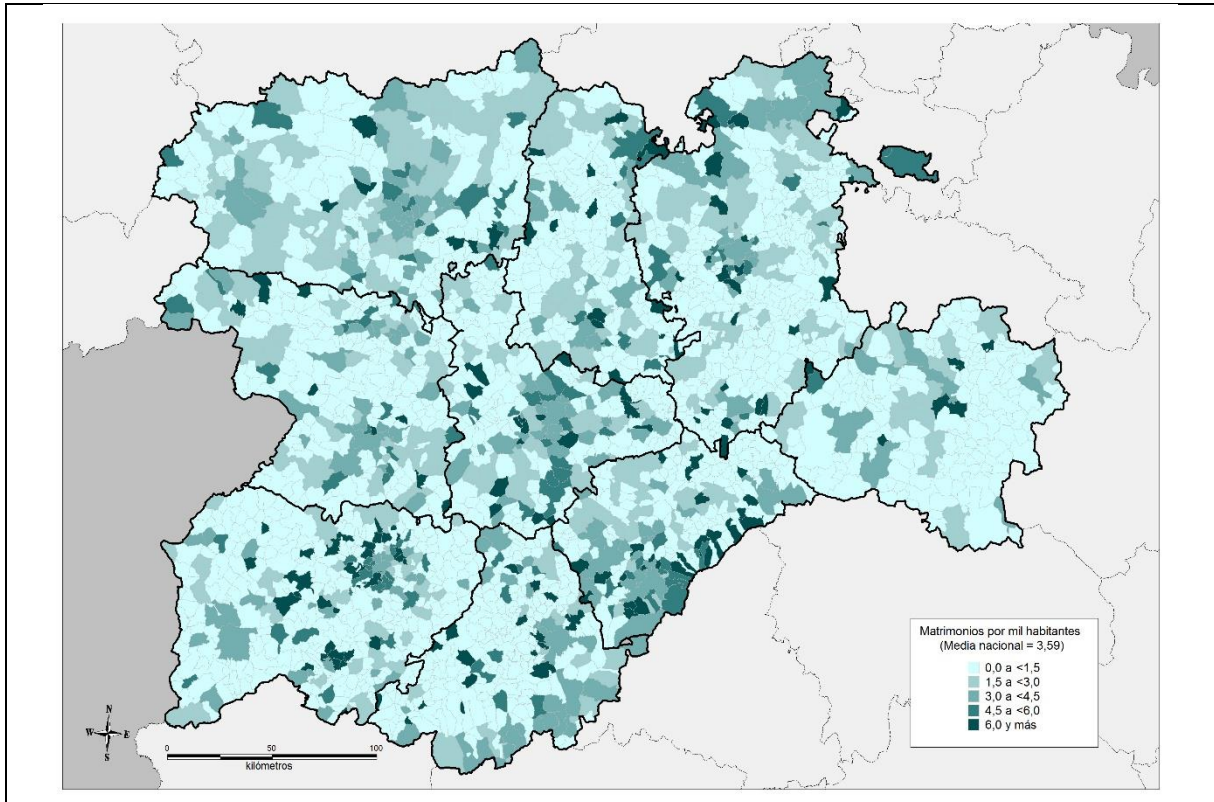 Matrimonios por mil habitantes
(Media nacional = 3,59)
0,0 a <1,5
1,5 a <3,0
3,0 a <4,5
4,5 a <6,0
6,0 y más
N
W E
S
0 50 100
kilómetros